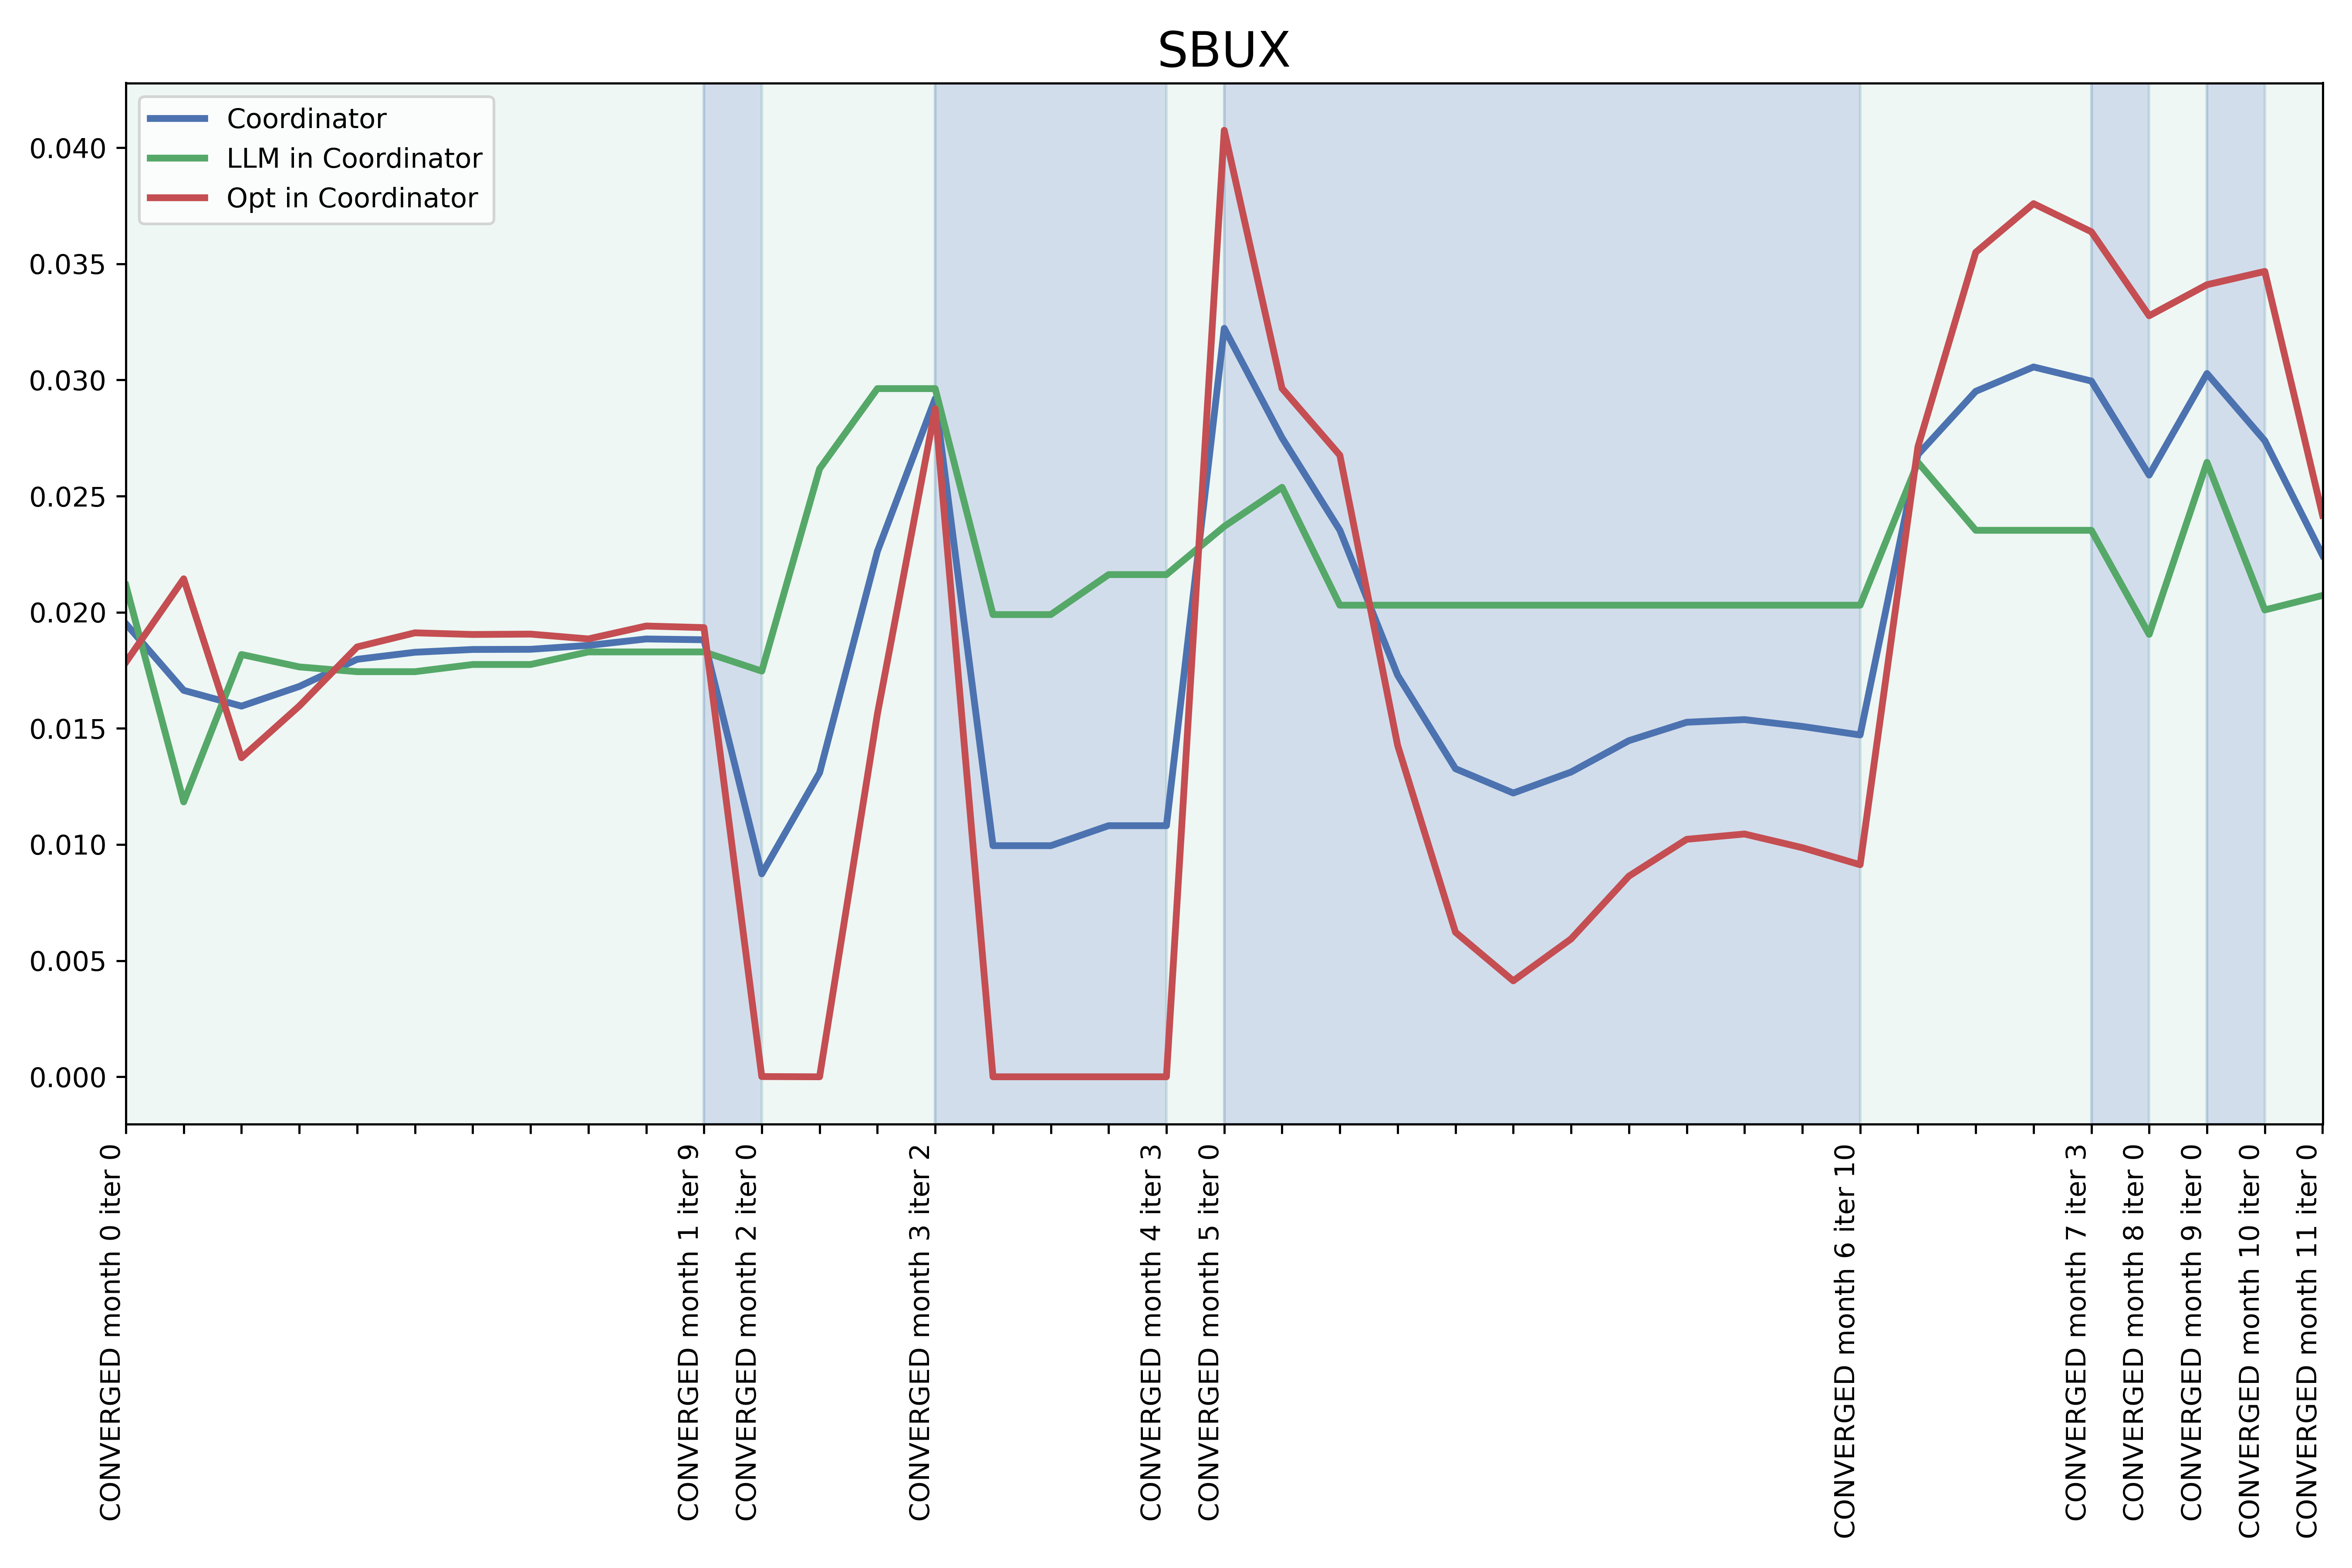 SBUX
Coordinator
LLM in Coordinator
Opt in Coordinator
0.040
0.035
0.030
0.025
0.020
0.015
0.010
0.005
0.000
CONVERGED month 0 iter 0
CONVERGED month 1 iter 9
CONVERGED month 2 iter 0
CONVERGED month 3 iter 2
CONVERGED month 4 iter 3
CONVERGED month 5 iter 0
CONVERGED month 6 iter 10
CONVERGED month 7 iter 3
CONVERGED month 8 iter 0
CONVERGED month 9 iter 0
CONVERGED month 10 iter 0
CONVERGED month 11 iter 0